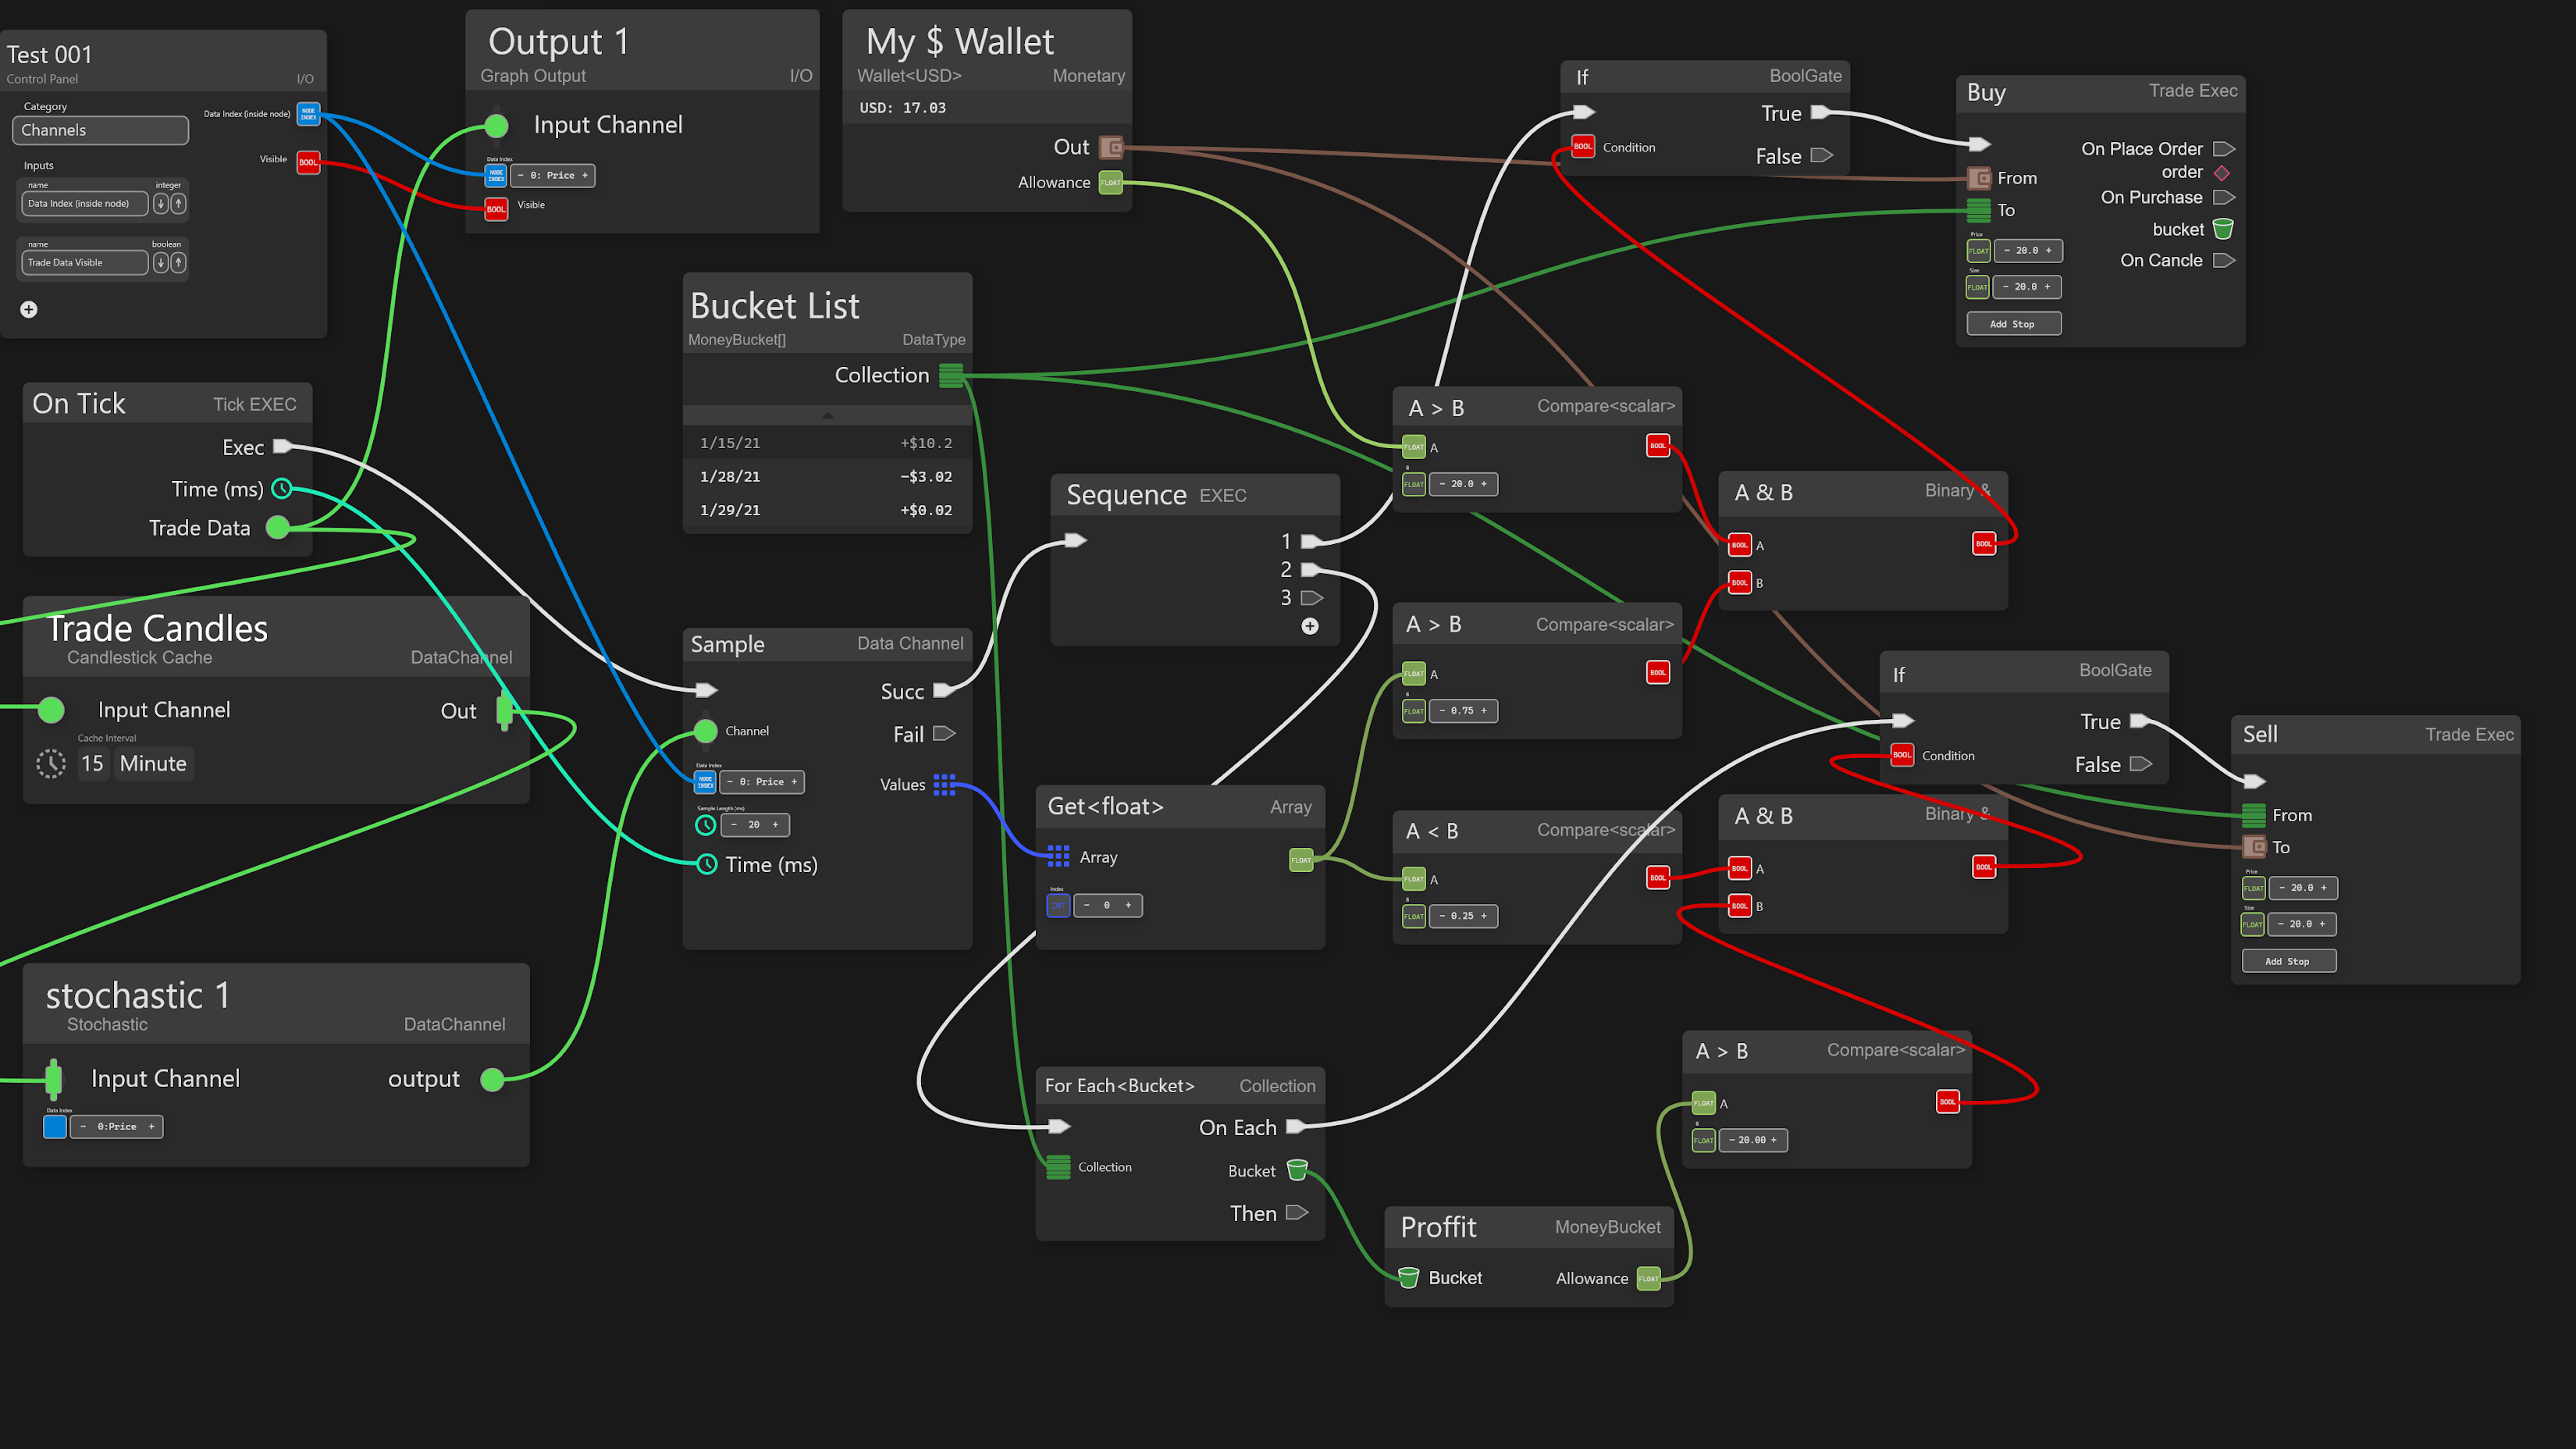 Test 001
Control Panel I/O
Category
Channels
Data Index (inside node) NODE INDEX
Visible BOOL
Inputs
name integer
Data Index (inside node)
name boolean
Trade Data Visible
Output 1
Graph Output I/O
Input Channel
Data Index
NODE INDEX - 0: Price +
BOOL Visible
My $ Wallet
Wallet<USD> Monetary
USD: 17.03
Out
Allowance FLOAT
If BoolGate
True
BOOL Condition
False
Buy Trade Exec
On Place Order
order
From
On Purchase
To
bucket
Price
FLOAT - 20.0 +
On Cancle
Size
FLOAT - 20.0 +
Add Stop
Bucket List
MoneyBucket[] DataType
Collection
1/15/21 +$10.2
1/28/21 -$3.02
1/29/21 +$0.02
On Tick Tick EXEC
Exec
Time (ms)
Trade Data
A > B Compare<scalar>
FLOAT A BOOL
B
FLOAT - 20.0 +
Sequence EXEC
1
2
3
A & B Binary &
BOOL A BOOL
BOOL B
Trade Candles
Candlestick Cache DataChannel
Input Channel Out
Cache Interval
15 Minute
Sample Data Channel
Succ
Channel Fail
Data Index
NODE INDEX - 0: Price + Values
Sample Length (ms)
- 20 +
Time (ms)
A > B Compare<scalar>
FLOAT A BOOL
B
FLOAT - 0.75 +
If BoolGate
True
BOOL Condition
False
Sell Trade Exec
From
To
Price
FLOAT - 20.0 +
Size
FLOAT - 20.0 +
Add Stop
Get<float> Array
Array FLOAT
Index
INT - 0 +
A < B Compare<scalar>
FLOAT A BOOL
B
FLOAT - 0.25 +
A & B Binary &
BOOL A BOOL
BOOL B
stochastic 1
Stochastic DataChannel
Input Channel output
Data Index
- 0:Price +
For Each<Bucket> Collection
On Each
Collection Bucket
Then
A > B Compare<scalar>
FLOAT A BOOL
B
FLOAT - 20.00 +
Proffit MoneyBucket
Bucket Allowance FLOAT